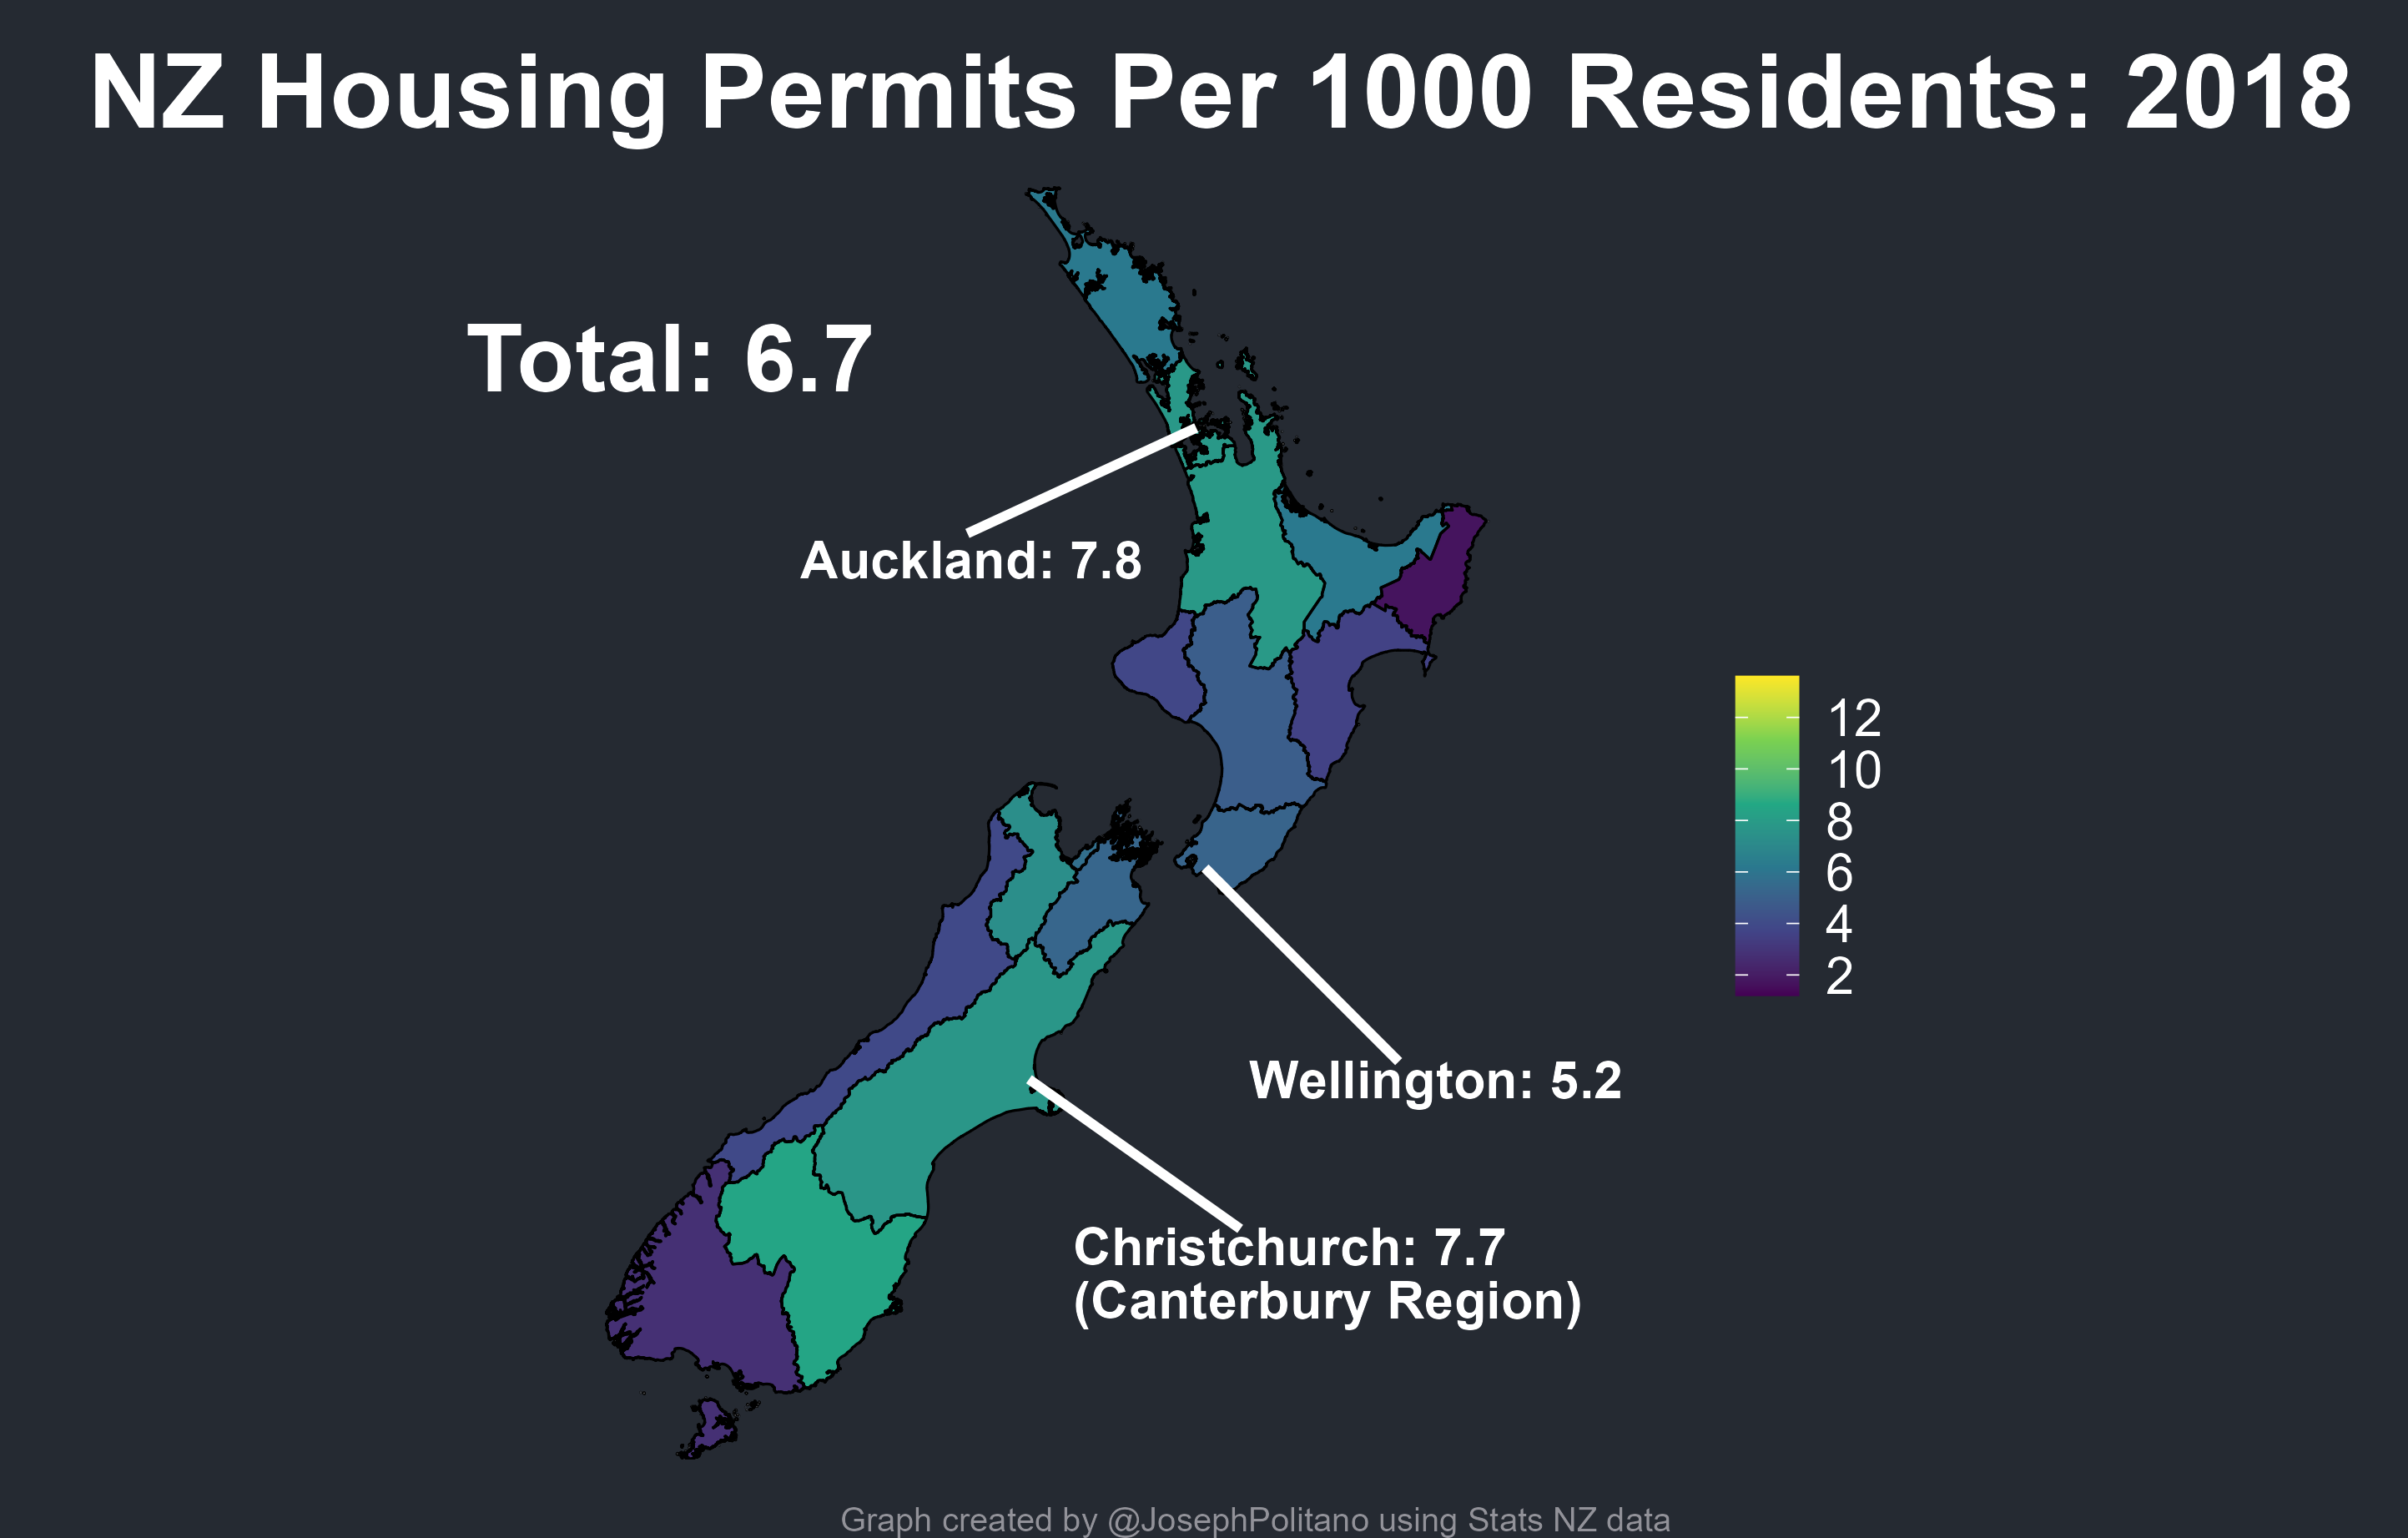 NZ Housing Permits Per 1000 Residents: 2018
Total: 6.7
Auckland: 7.8
12
10
8
6
4
2
Wellington: 5.2
Christchurch: 7.7
(Canterbury Region)
Graph created by @JosephPolitano using Stats NZ data